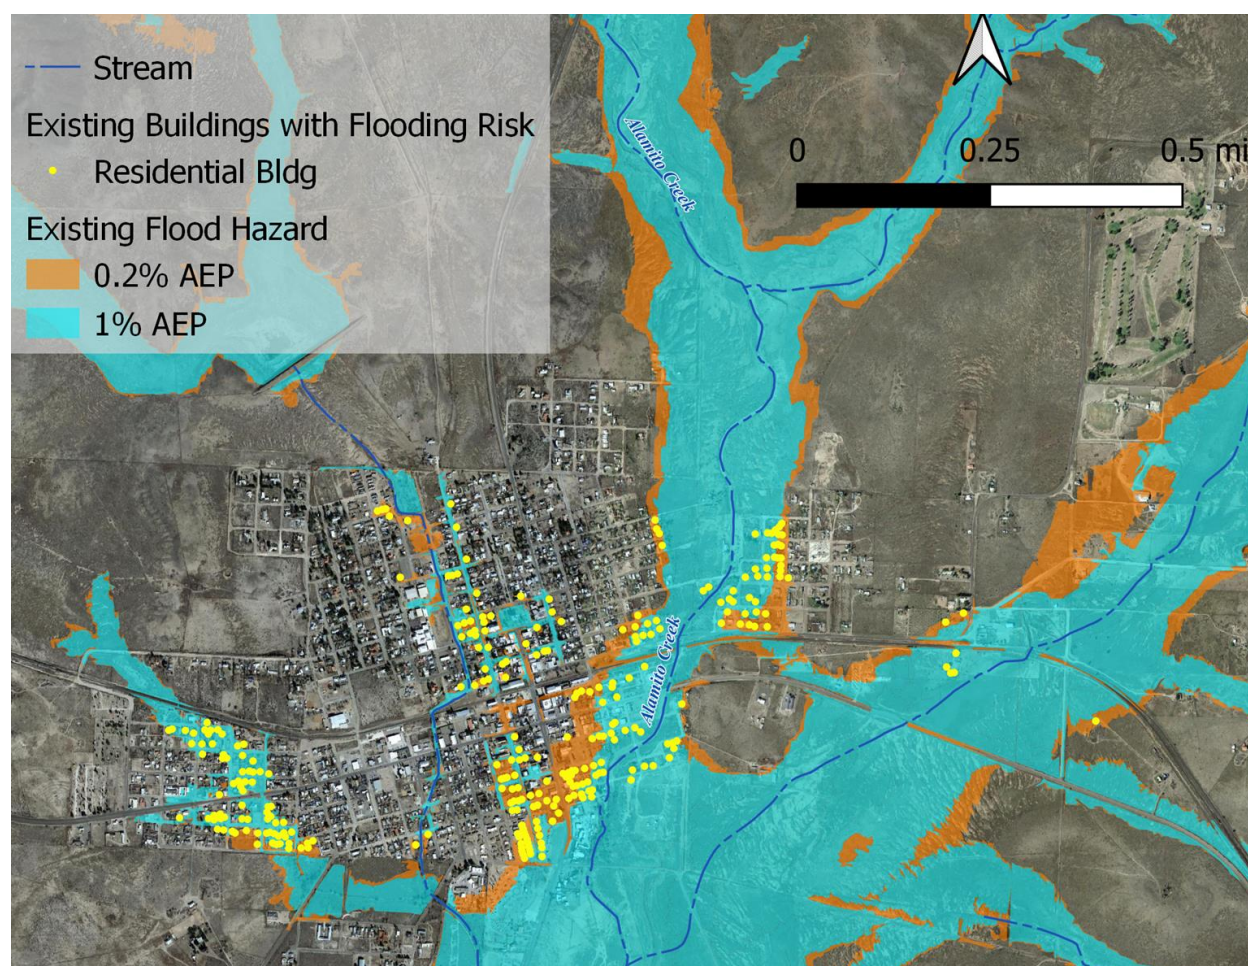 Stream
Existing Buildings with Flooding Risk
Residential Bldg
Existing Flood Hazard
0.2% AEP
1% AEP
0 0.25 0.5 mi
Alamito Creek
Alamito Creek